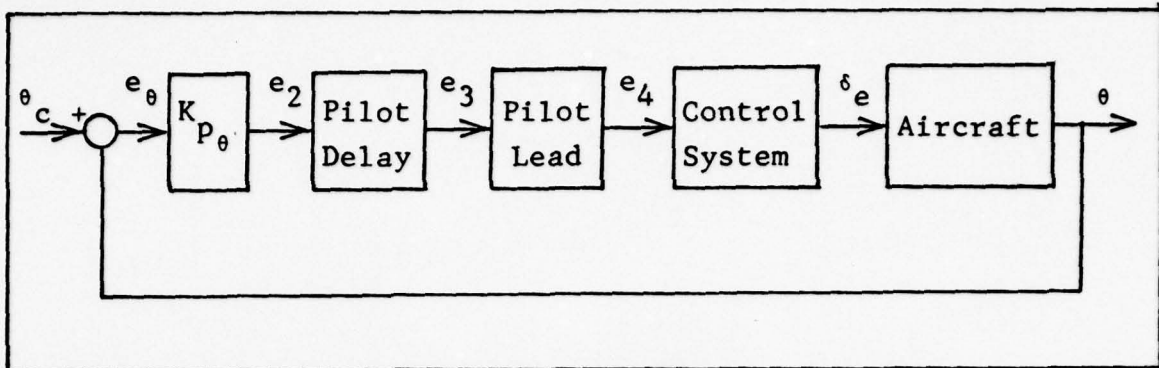 θc
+
eθ
Kpθ
e2
Pilot
Delay
e3
Pilot
Lead
e4
Control
System
δe
Aircraft
θ